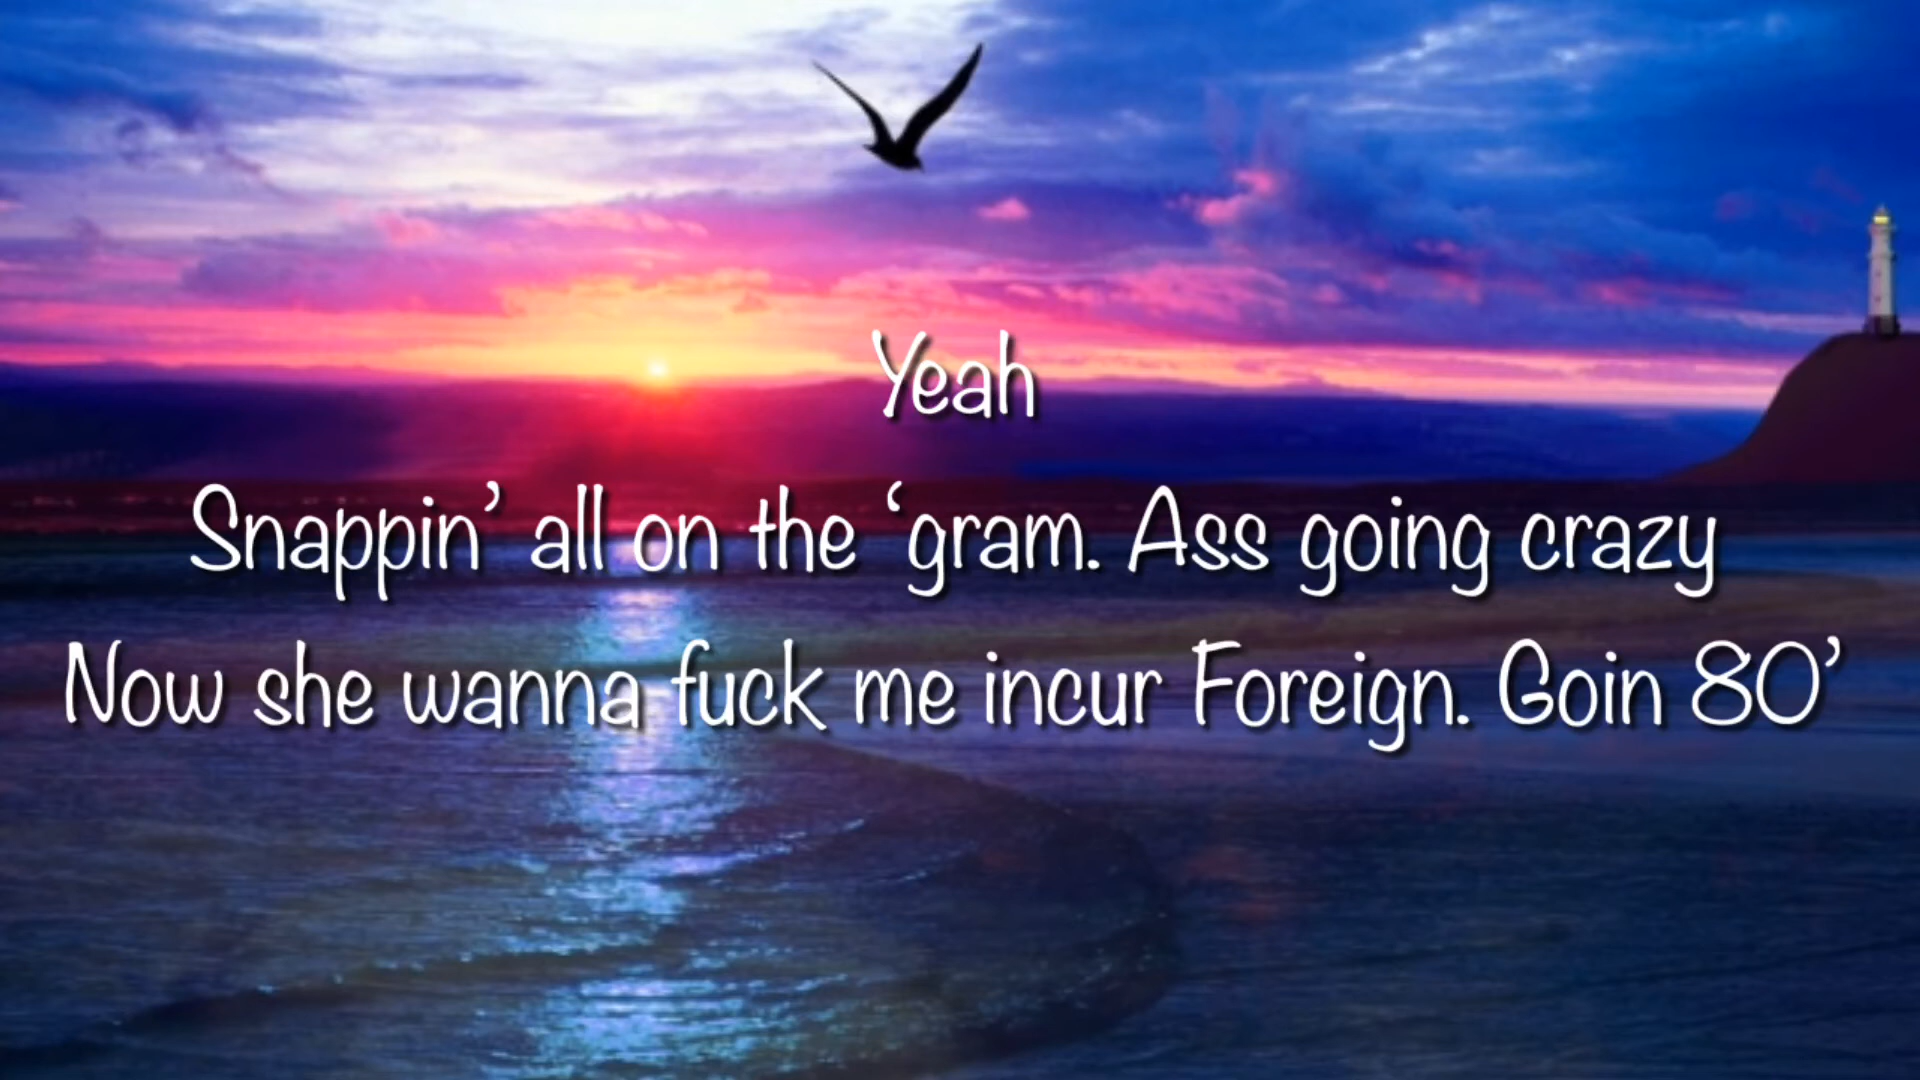 Yeah
Snappin’ all on the ‘gram. Ass going crazy
Now she wanna fuck me incur Foreign. Goin 80’